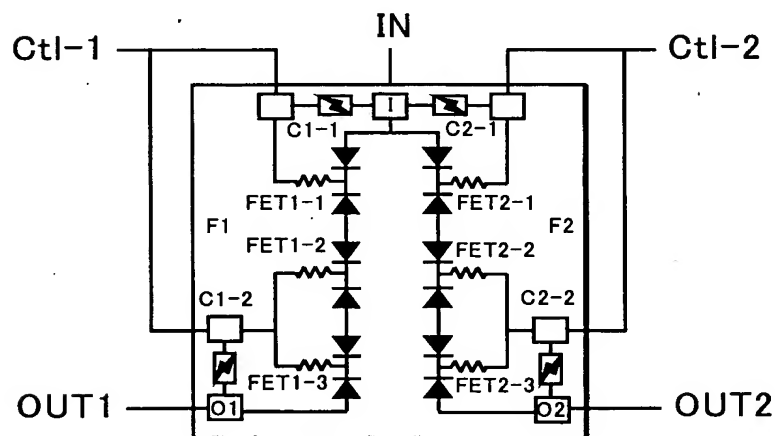 IN
Ctl-1
Ctl-2
I
C1-1
C2-1
FET1-1
FET2-1
F1
F2
FET1-2
FET2-2
C1-2
C2-2
FET1-3
FET2-3
OUT1
O1
O2
OUT2